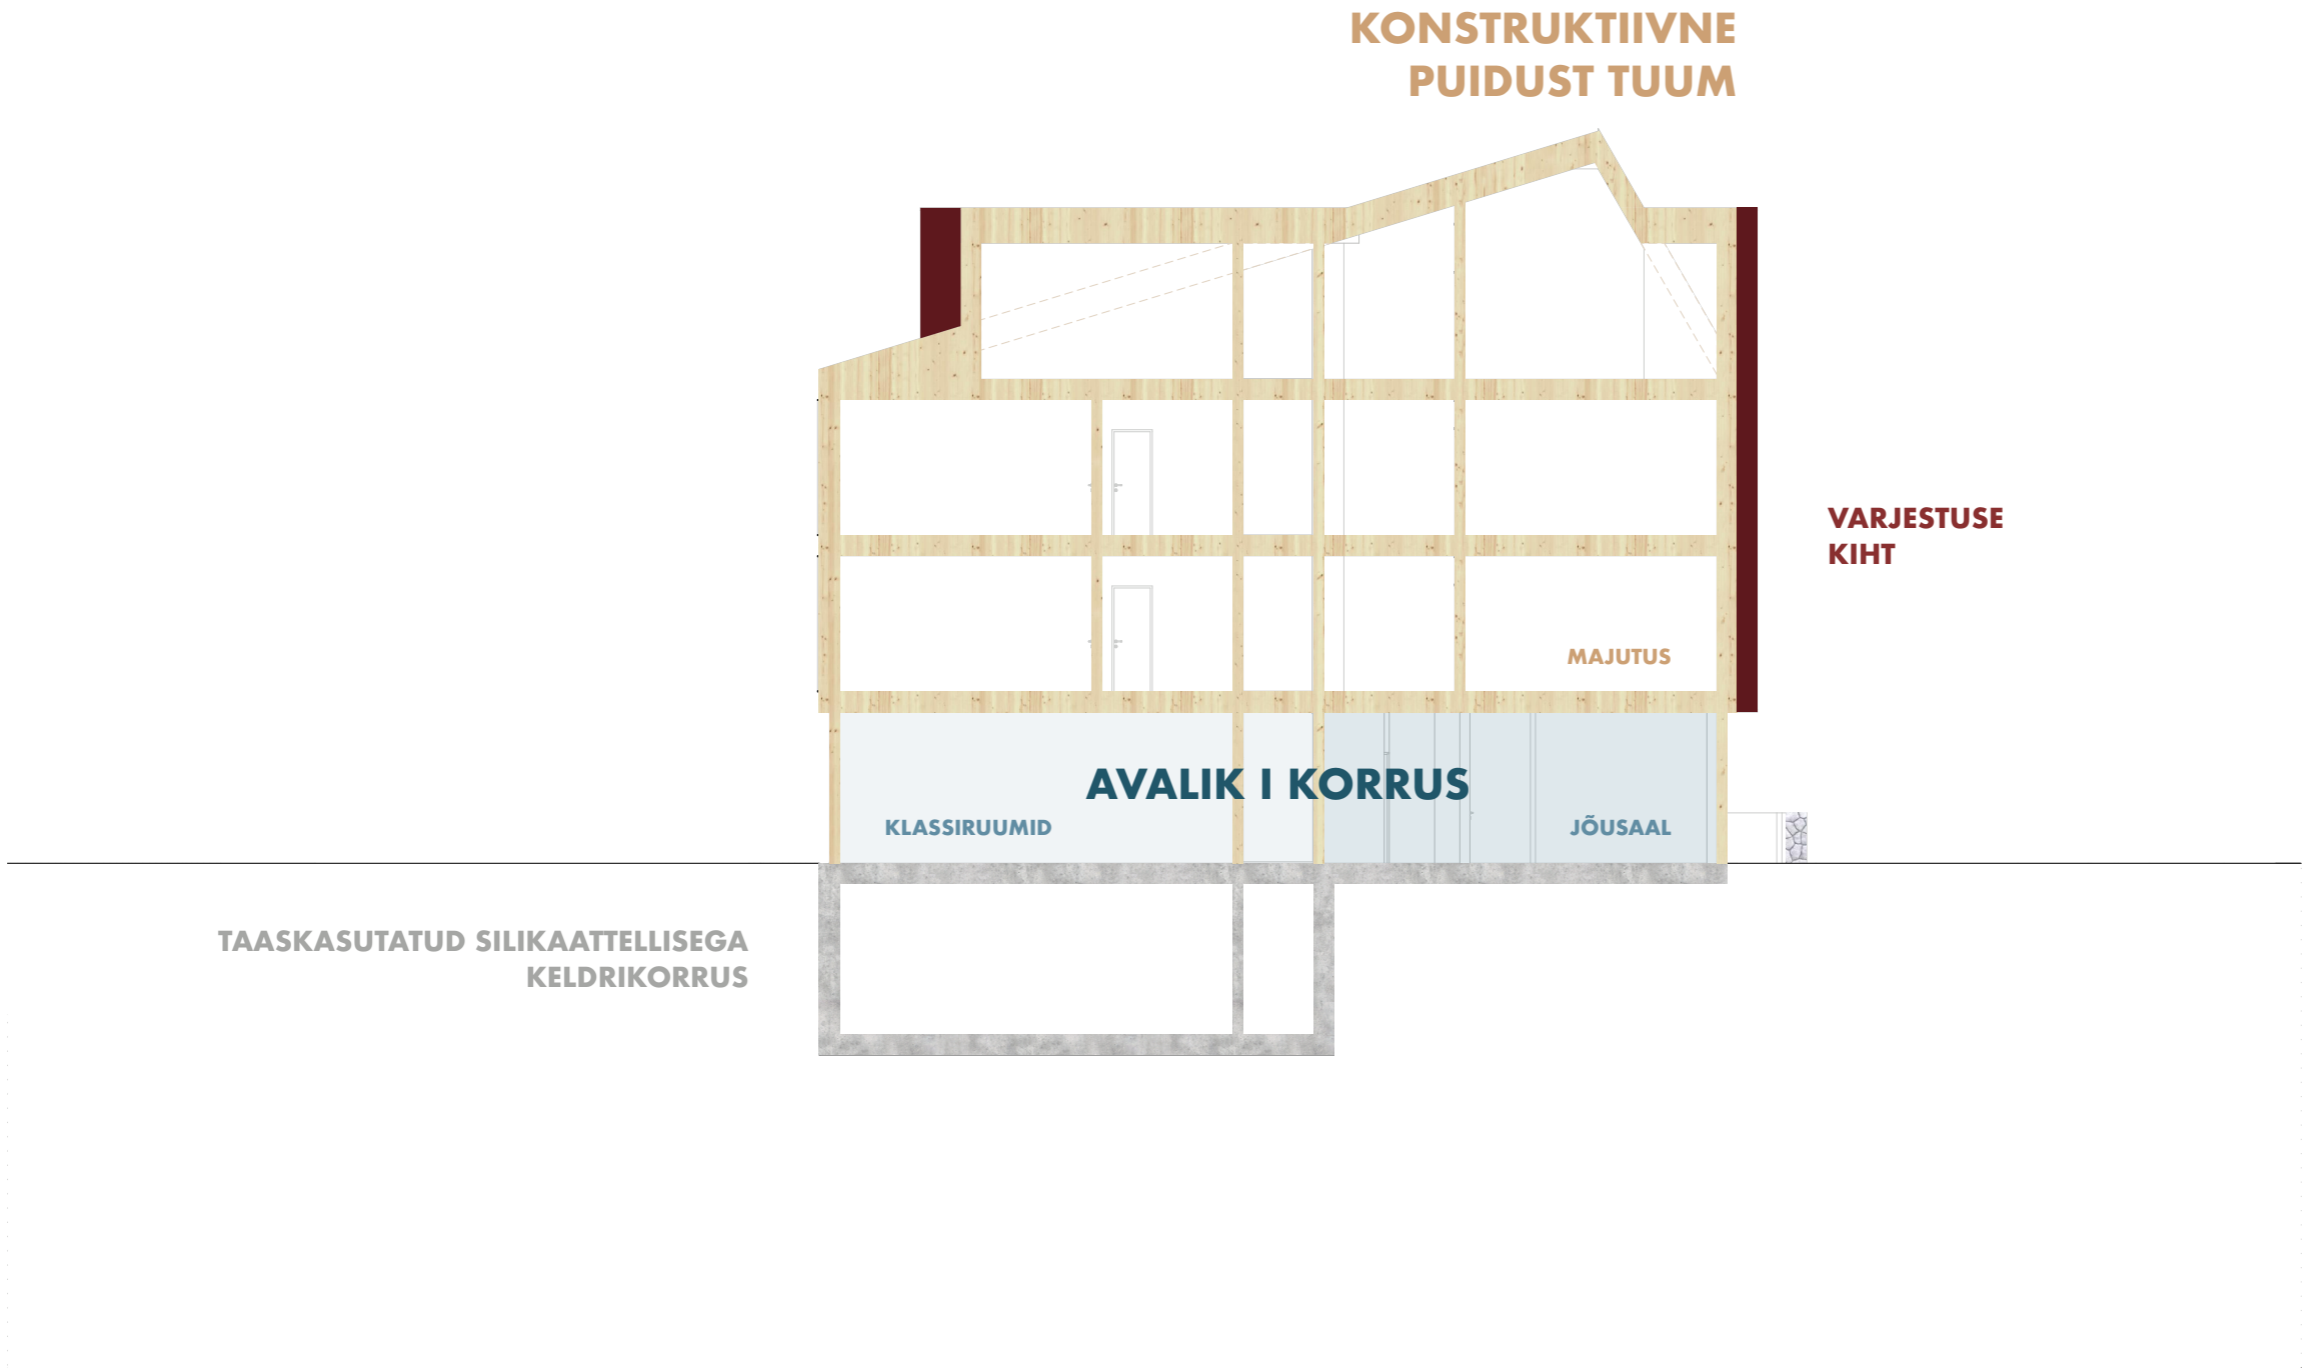 KONSTRUKTIIVNE
PUIDUST TUUM
VARJESTUSE
KIHT
MAJUTUS
AVALIK I KORRUS
KLASSIRUUMID
JÕUSAAL
TAASKASUTATUD SILIKAATTELLISEGA
KELDRIKORRUS